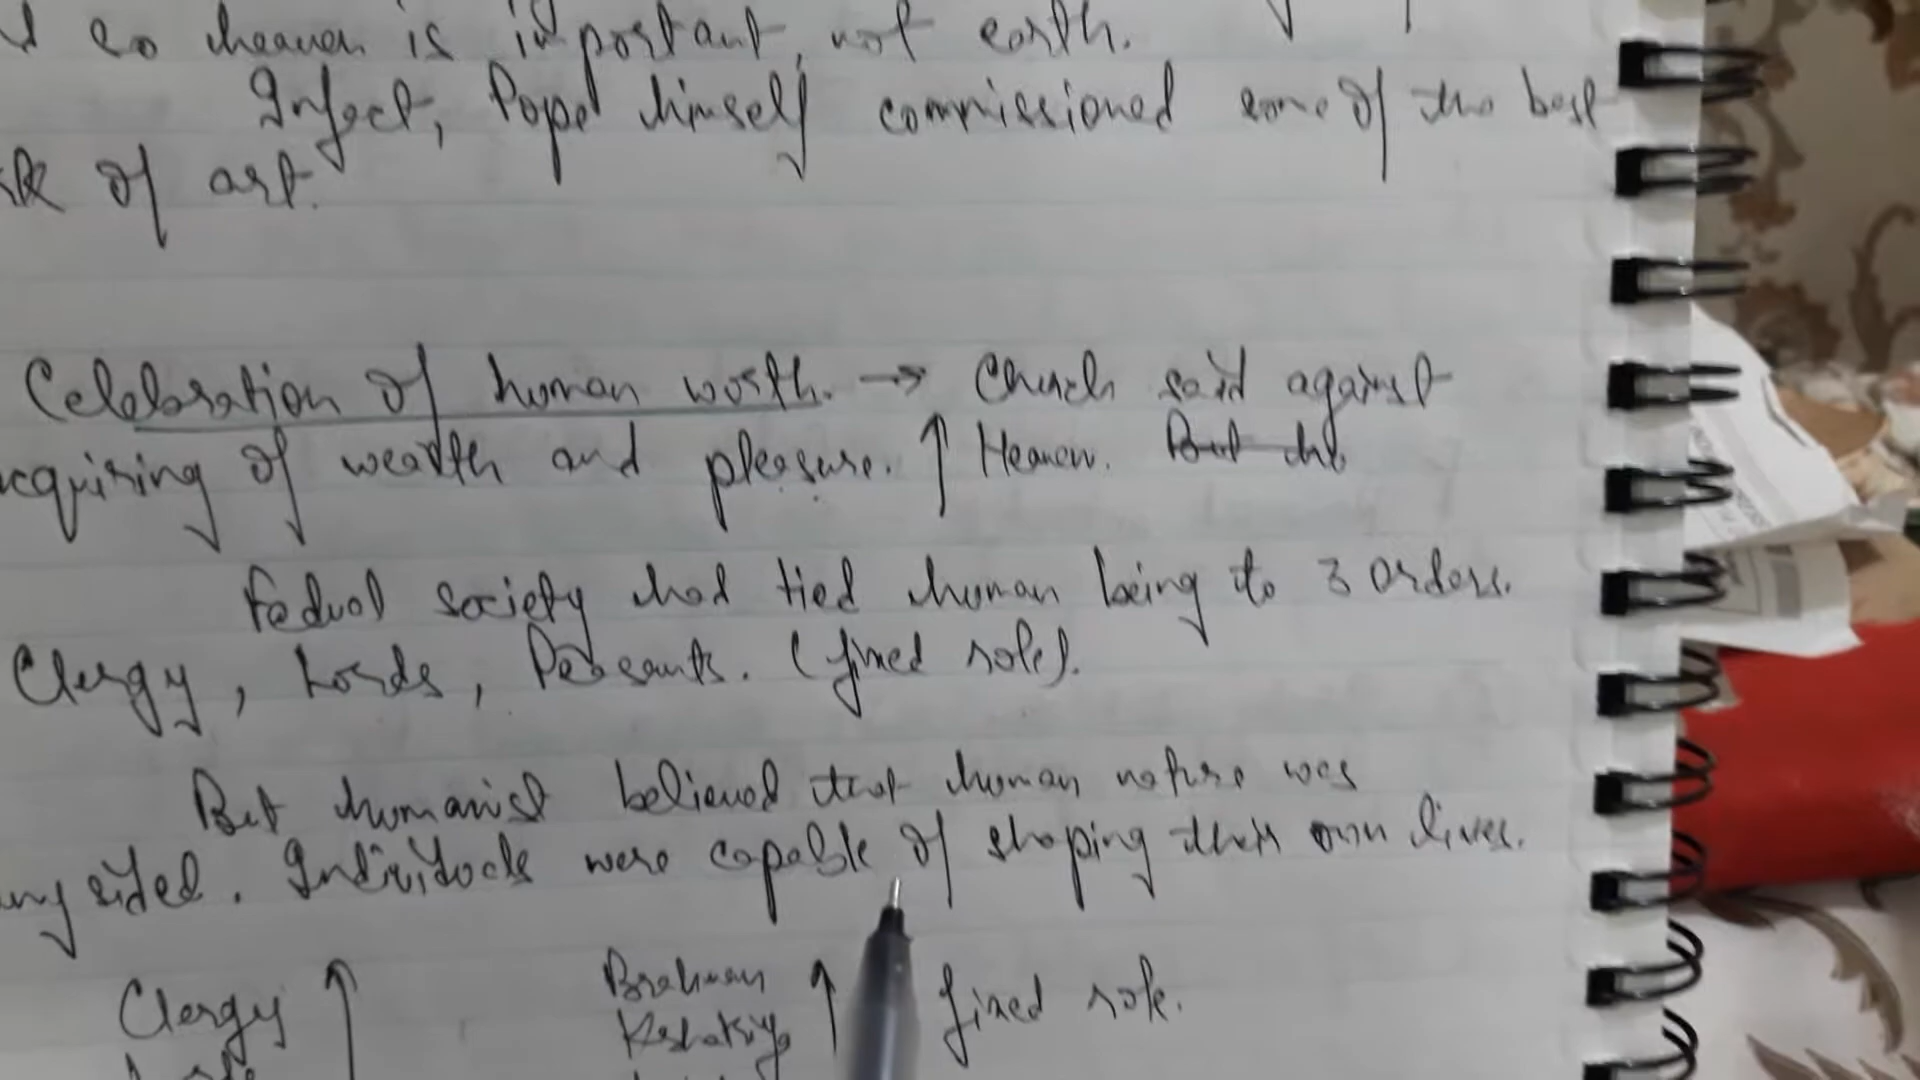 so heaven is important, not earth.
Infact, Pope himself commissioned some of the best
of art.
Celebration of human worth. → Church said against
acquiring of wealth and pleasure. ↑ Heaven. But the
Fedual society had tied human being to 3 orders.
Clergy, Lords, Peasants. (fixed role).
But humanist believed that human nature was
many sided. Individuals were capable of shaping their own lives.
Clergy ↑ Brahman ↑ fixed role.
Kshatriya